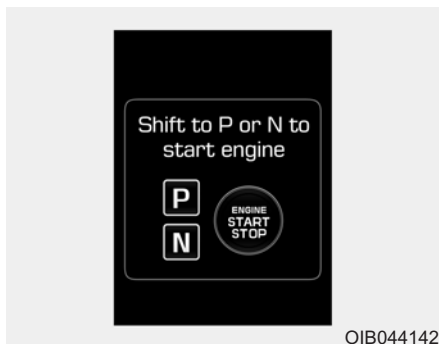 Shift to P or N to
start engine
P
N
ENGINE
START
STOP
OIB044142